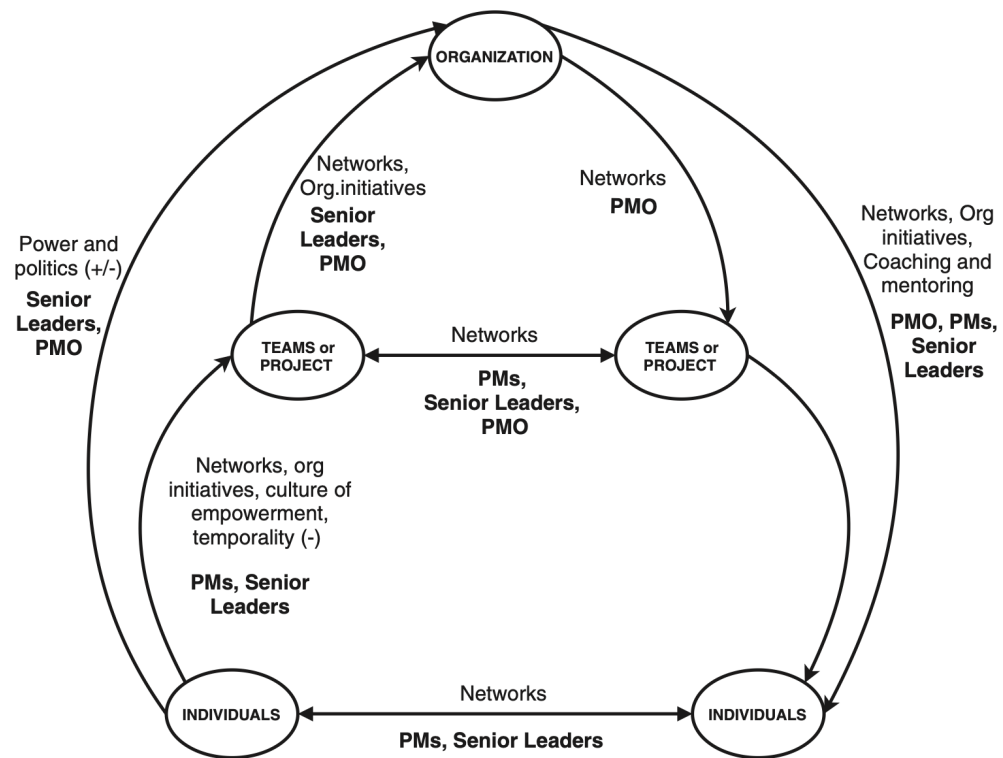 ORGANIZATION
Networks,
Org.initiatives
Senior
Leaders,
PMO
Networks
PMO
Power and
politics (+/-)
Senior
Leaders,
PMO
Networks, Org
initiatives,
Coaching and
mentoring
PMO, PMs,
Senior
Leaders
TEAMS or
PROJECT
Networks
PMs,
Senior Leaders,
PMO
TEAMS or
PROJECT
Networks, org
initiatives, culture of
empowerment,
temporality (-)
PMs, Senior
Leaders
INDIVIDUALS
Networks
PMs, Senior Leaders
INDIVIDUALS